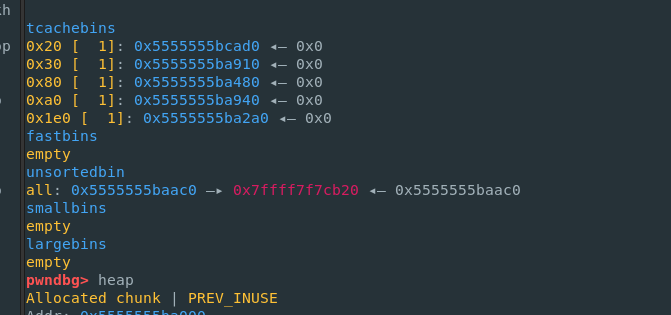 th
tcachebins
0x20 [  1]: 0x5555555bcad0 ◂— 0x0
0x30 [  1]: 0x5555555ba910 ◂— 0x0
0x80 [  1]: 0x5555555ba480 ◂— 0x0
0xa0 [  1]: 0x5555555ba940 ◂— 0x0
0x1e0 [  1]: 0x5555555ba2a0 ◂— 0x0
fastbins
empty
unsortedbin
all: 0x5555555baac0 —▸ 0x7ffff7f7cb20 ◂— 0x5555555baac0
smallbins
empty
largebins
empty
pwndbg> heap
Allocated chunk | PREV_INUSE
Addr: 0x5555555ba000